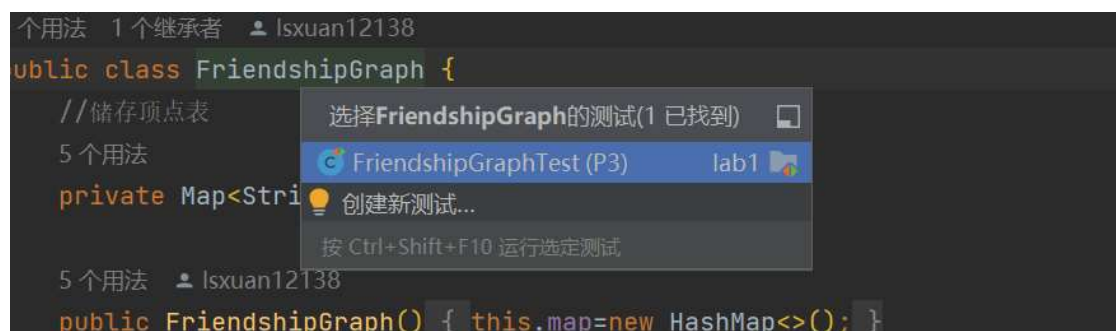 个用法 1个继承者 lsxuan12138
ublic class FriendshipGraph {
//储存顶点表
选择FriendshipGraph的测试(1 已找到)
5个用法
FriendshipGraphTest (P3) lab1
private Map<Stri
创建新测试...
按 Ctrl+Shift+F10 运行选定测试
5个用法 lsxuan12138
public FriendshipGraph() { this.map=new HashMap<>(); }